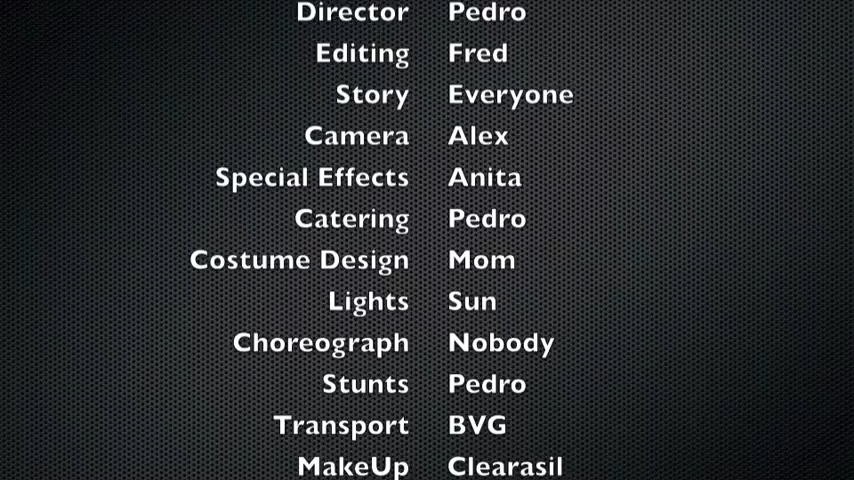 Director Pedro
Editing Fred
Story Everyone
Camera Alex
Special Effects Anita
Catering Pedro
Costume Design Mom
Lights Sun
Choreograph Nobody
Stunts Pedro
Transport BVG
MakeUp Clearasil